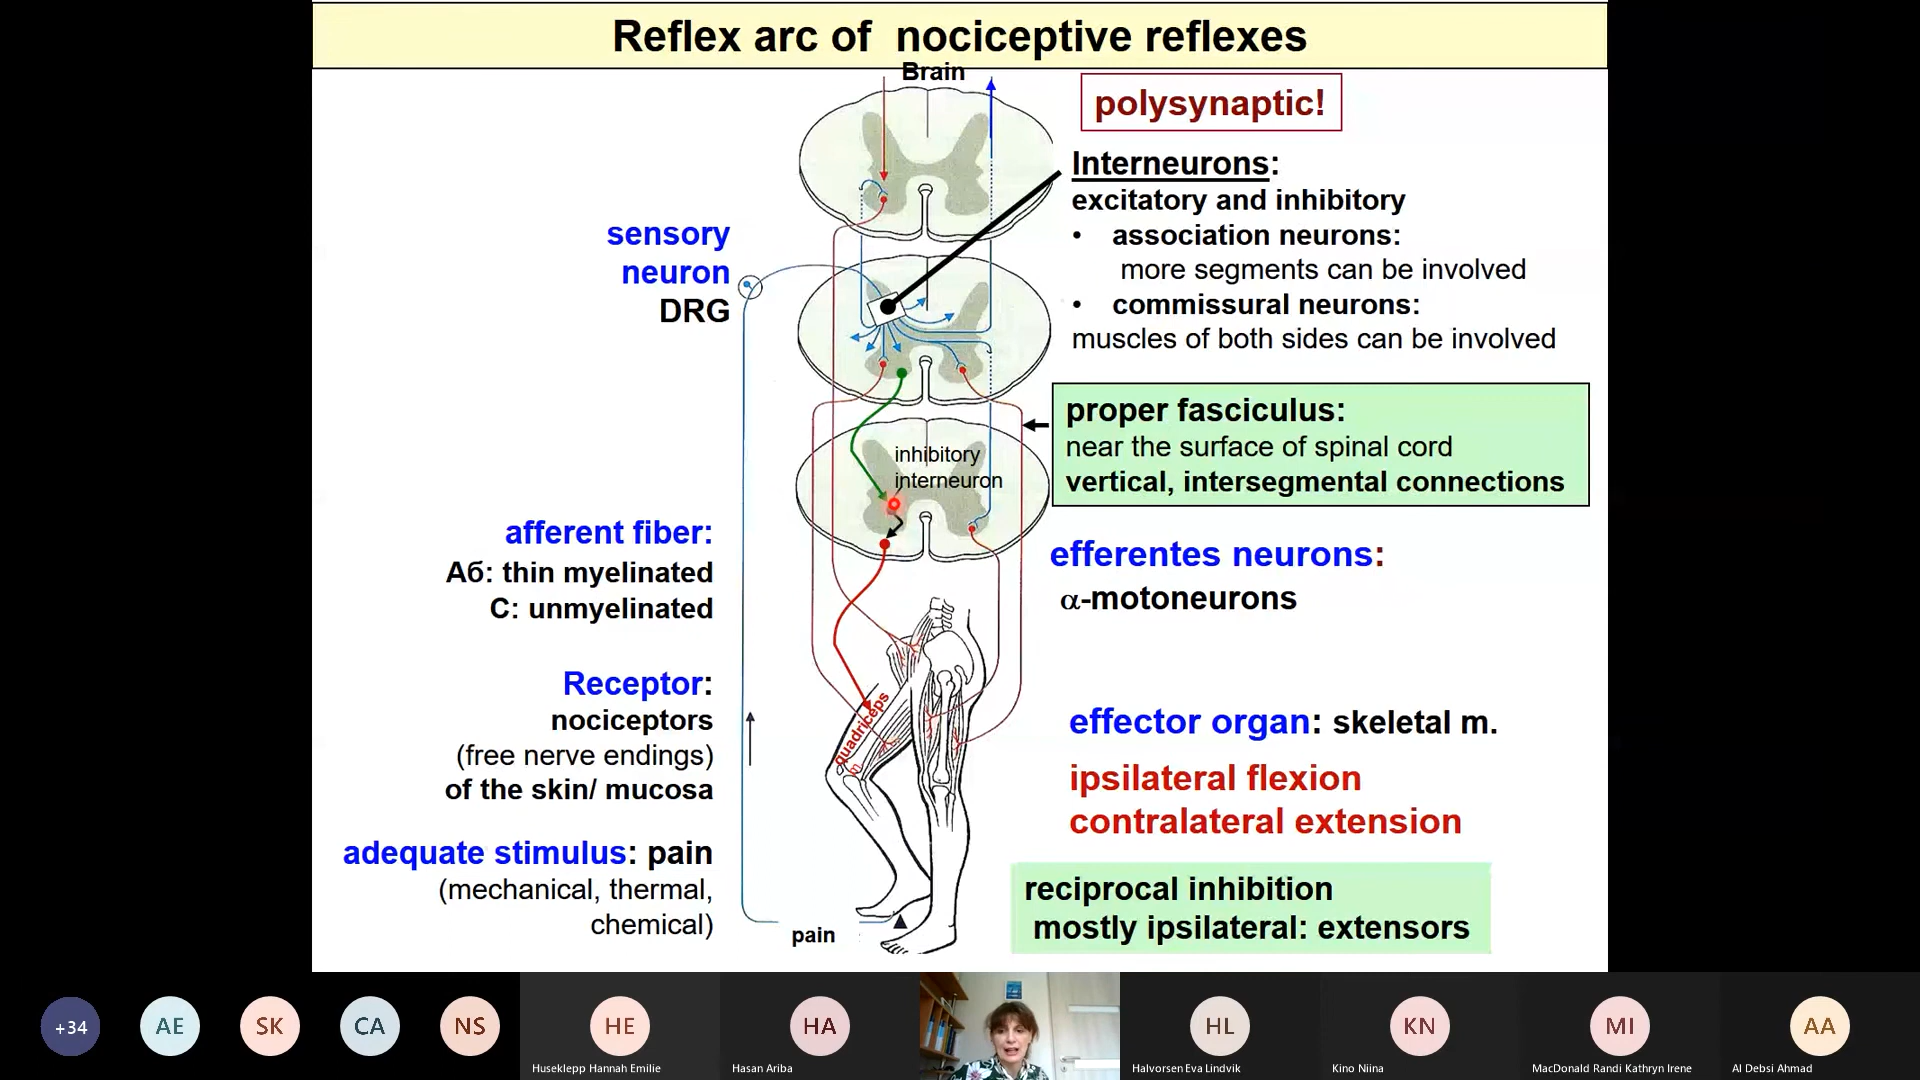 Reflex arc of nociceptive reflexes
Brain
polysynaptic!
Interneurons:
excitatory and inhibitory
• association neurons:
more segments can be involved
• commissural neurons:
muscles of both sides can be involved
sensory
neuron
DRG
proper fasciculus:
near the surface of spinal cord
vertical, intersegmental connections
inhibitory
interneuron
afferent fiber:
Aϭ: thin myelinated
C: unmyelinated
efferentes neurons:
α-motoneurons
Receptor:
nociceptors
(free nerve endings)
of the skin/ mucosa
quadriceps
effector organ: skeletal m.
ipsilateral flexion
contralateral extension
adequate stimulus: pain
(mechanical, thermal,
chemical)
pain
reciprocal inhibition
mostly ipsilateral: extensors
+34
AE
SK
CA
NS
HE
HA
HL
KN
MI
AA
Huseklepp Hannah Emilie
Hasan Ariba
Halvorsen Eva Lindvik
Kino Niina
MacDonald Randi Kathryn Irene
Al Debsi Ahmad